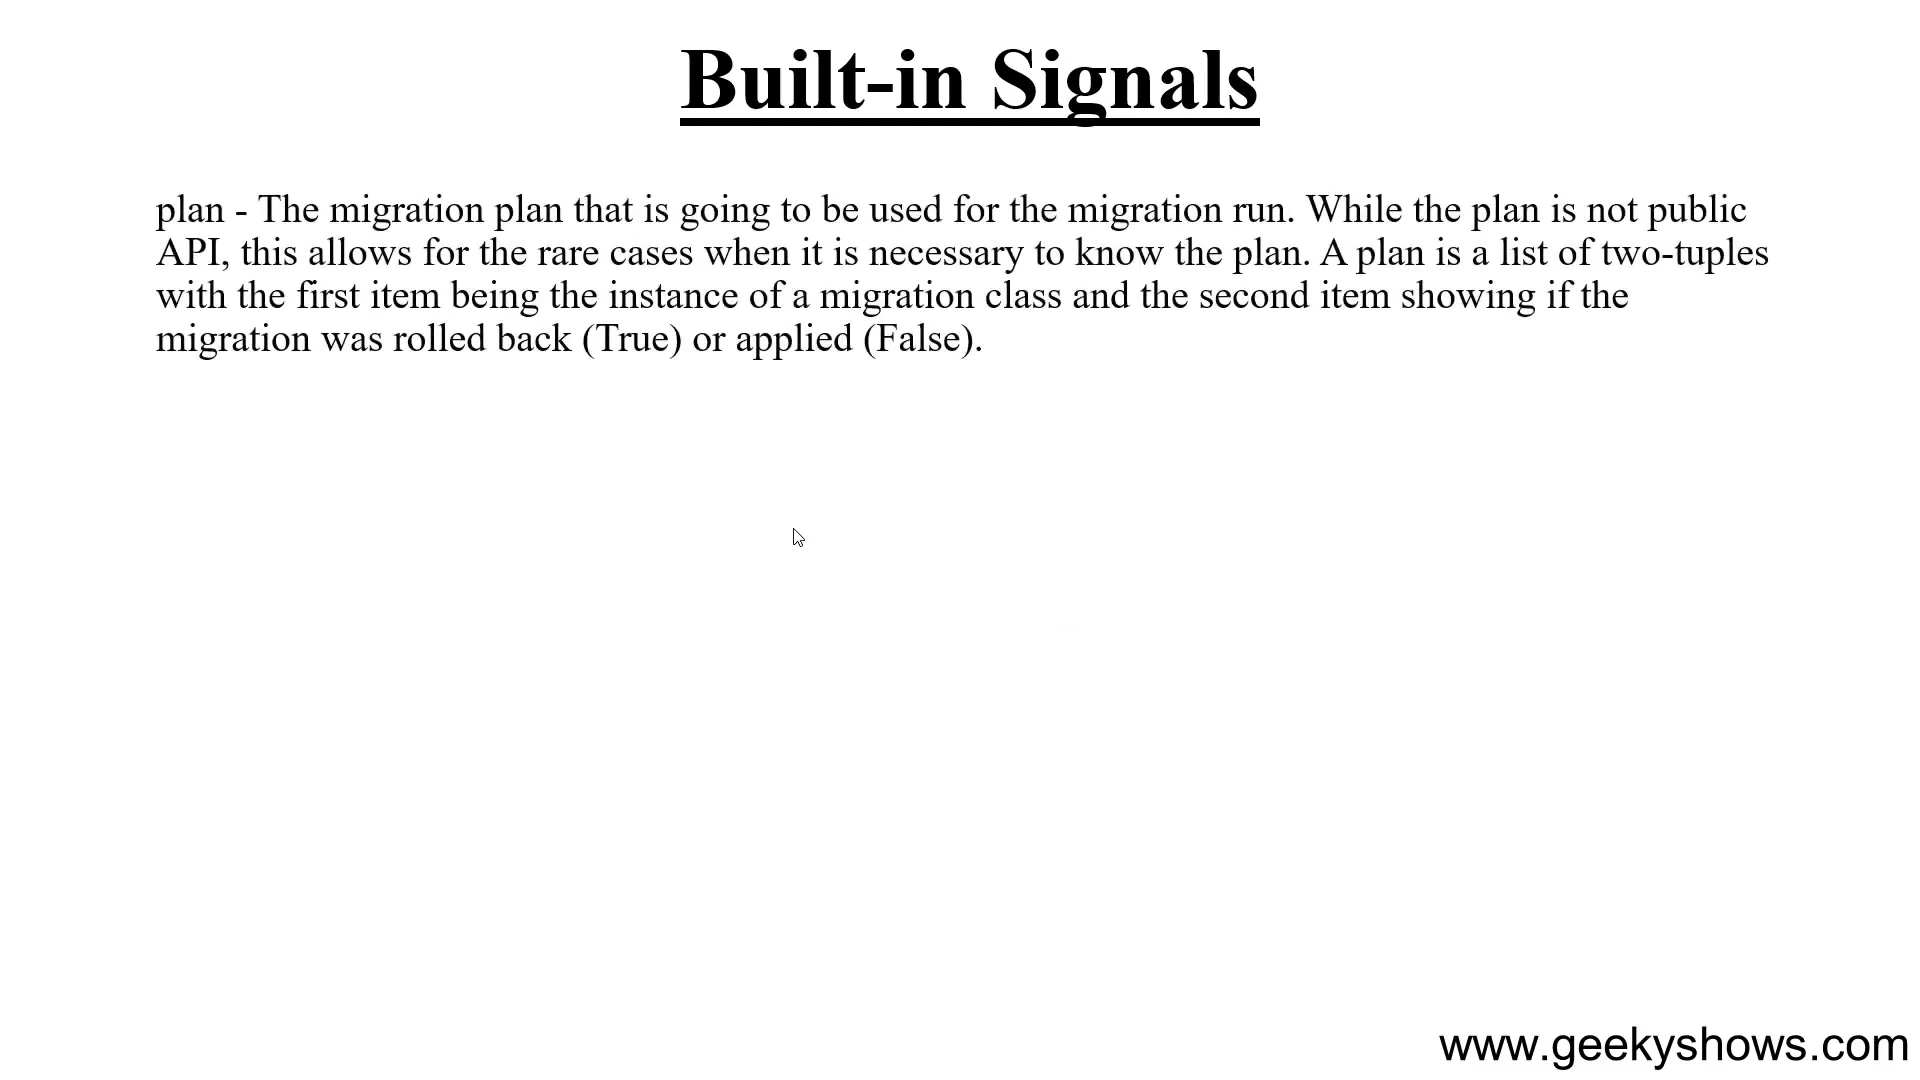 Built-in Signals
plan - The migration plan that is going to be used for the migration run. While the plan is not public
API, this allows for the rare cases when it is necessary to know the plan. A plan is a list of two-tuples
with the first item being the instance of a migration class and the second item showing if the
migration was rolled back (True) or applied (False).
www.geekyshows.com